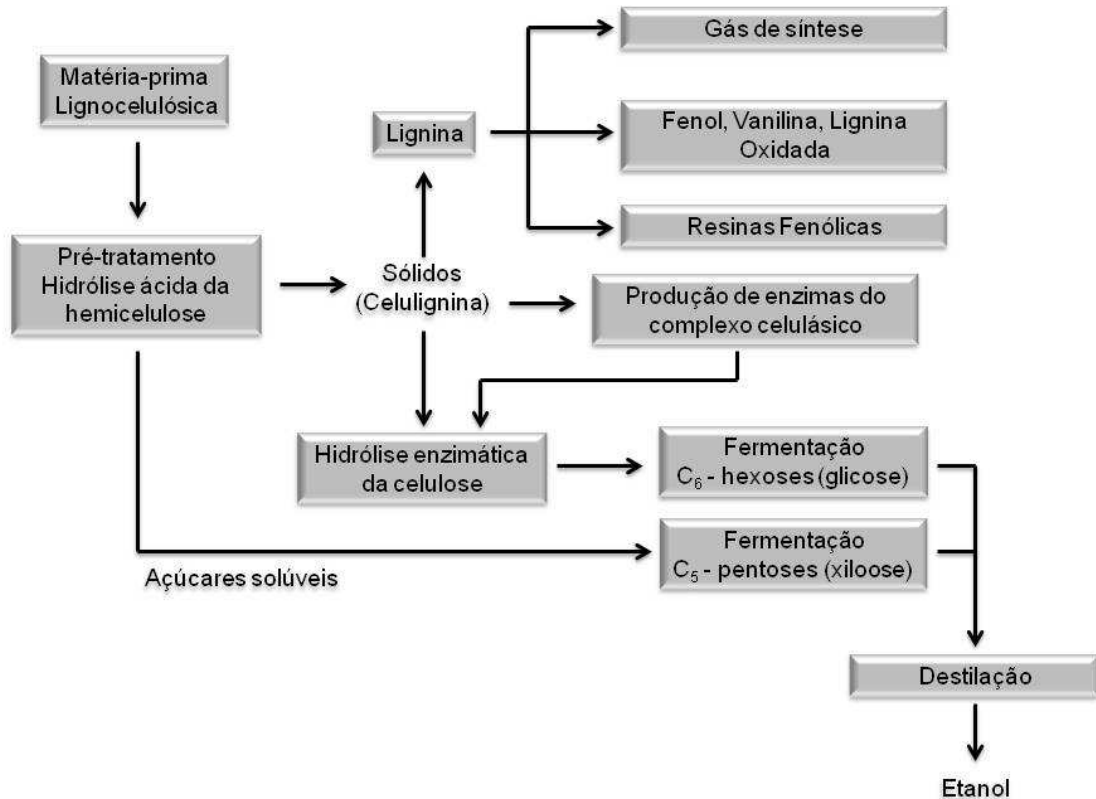 Matéria-prima
Lignocelulósica
Pré-tratamento
Hidrólise ácida da
hemicelulose
Sólidos
(Celulignina)
Lignina
Gás de síntese
Fenol, Vanilina, Lignina
Oxidada
Resinas Fenólicas
Produção de enzimas do
complexo celulásico
Hidrólise enzimática
da celulose
Fermentação
C₆ - hexoses (glicose)
Açúcares solúveis
Fermentação
C₅ - pentoses (xiloose)
Destilação
Etanol